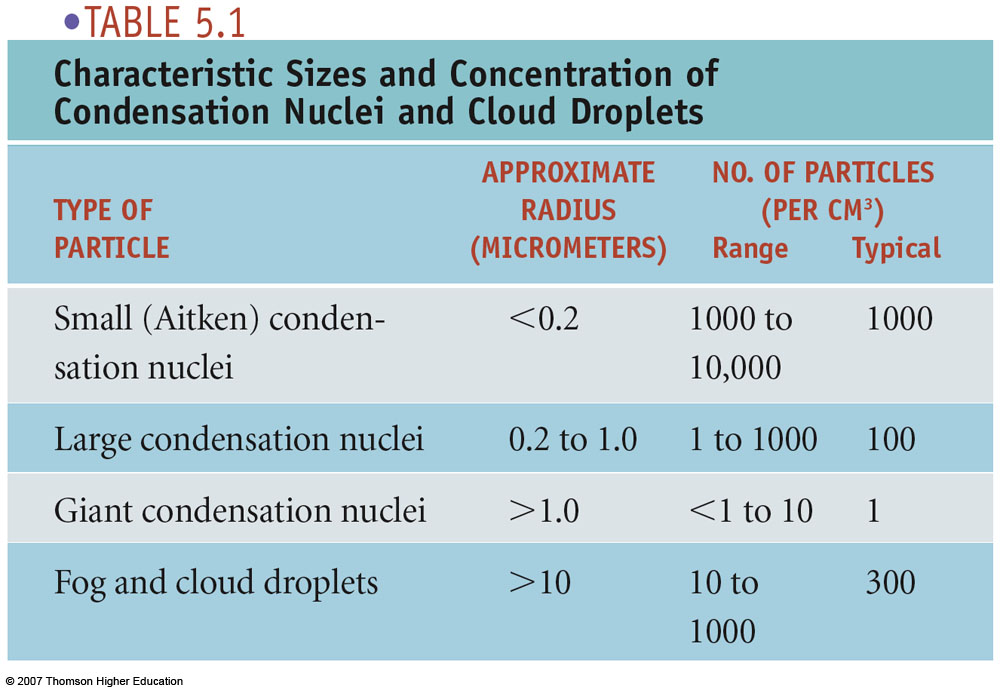 •TABLE 5.1
Characteristic Sizes and Concentration of
Condensation Nuclei and Cloud Droplets
TYPE OF
PARTICLE
APPROXIMATE
RADIUS
(MICROMETERS)
NO. OF PARTICLES
(PER CM³)
Range Typical
Small (Aitken) conden- <0.2 1000 to 1000
sation nuclei 10,000
Large condensation nuclei 0.2 to 1.0 1 to 1000 100
Giant condensation nuclei >1.0 <1 to 10 1
Fog and cloud droplets >10 10 to 300
1000
© 2007 Thomson Higher Education